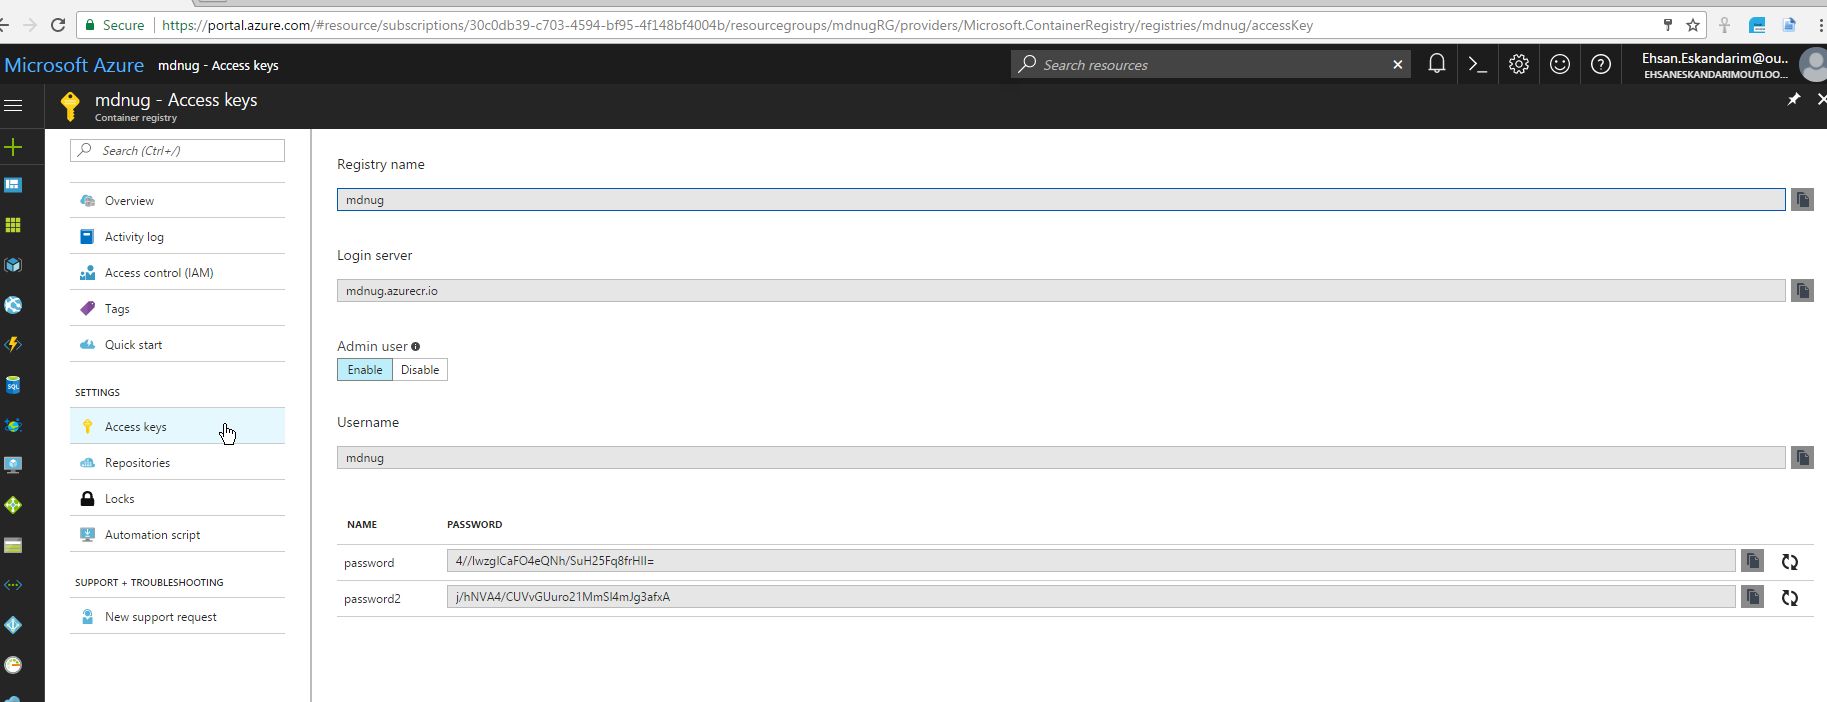 Secure https://portal.azure.com/#resource/subscriptions/30c0db39-c703-4594-bf95-4f148bf4004b/resourcegroups/mdnugRG/providers/Microsoft.ContainerRegistry/registries/mdnug/accessKey
Microsoft Azure mdnug - Access keys
Search resources
Ehsan.Eskandarim@ou..
EHSANESKANDARIMOUTLOO...
mdnug - Access keys
Container registry
Search (Ctrl+/)
Overview
Activity log
Access control (IAM)
Tags
Quick start
SETTINGS
Access keys
Repositories
Locks
Automation script
SUPPORT + TROUBLESHOOTING
New support request
Registry name
mdnug
Login server
mdnug.azurecr.io
Admin user
Enable Disable
Username
mdnug
NAME PASSWORD
password 4//IwzgICaFO4eQNh/SuH25Fq8frHII=
password2 j/hNVA4/CUVvGUuro21MmSI4mJg3afxA